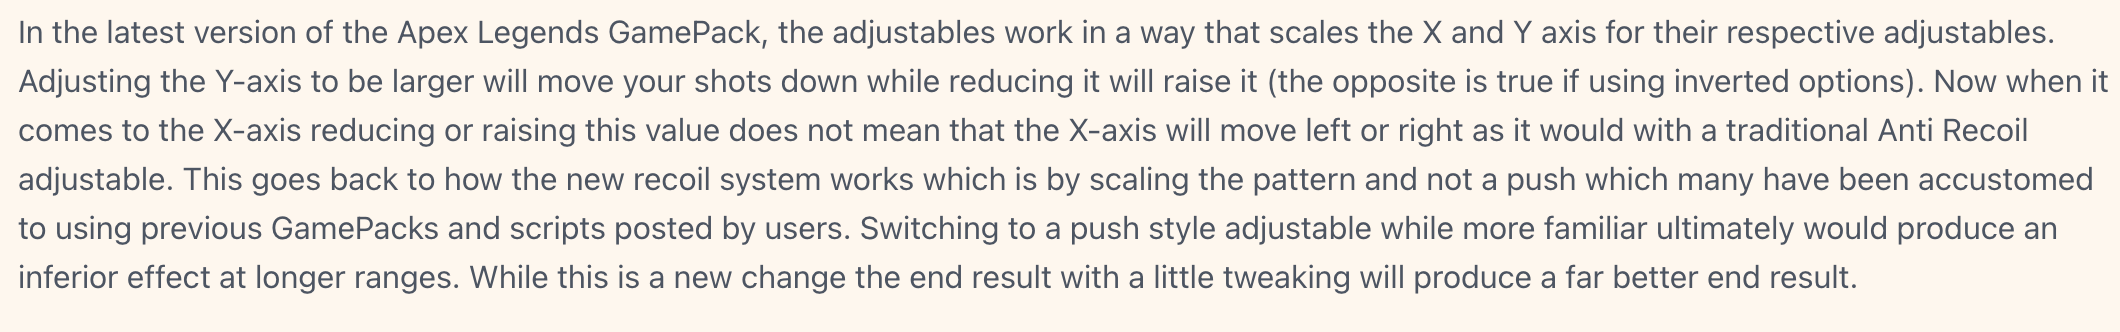 In the latest version of the Apex Legends GamePack, the adjustables work in a way that scales the X and Y axis for their respective adjustables.
Adjusting the Y-axis to be larger will move your shots down while reducing it will raise it (the opposite is true if using inverted options). Now when it
comes to the X-axis reducing or raising this value does not mean that the X-axis will move left or right as it would with a traditional Anti Recoil
adjustable. This goes back to how the new recoil system works which is by scaling the pattern and not a push which many have been accustomed
to using previous GamePacks and scripts posted by users. Switching to a push style adjustable while more familiar ultimately would produce an
inferior effect at longer ranges. While this is a new change the end result with a little tweaking will produce a far better end result.